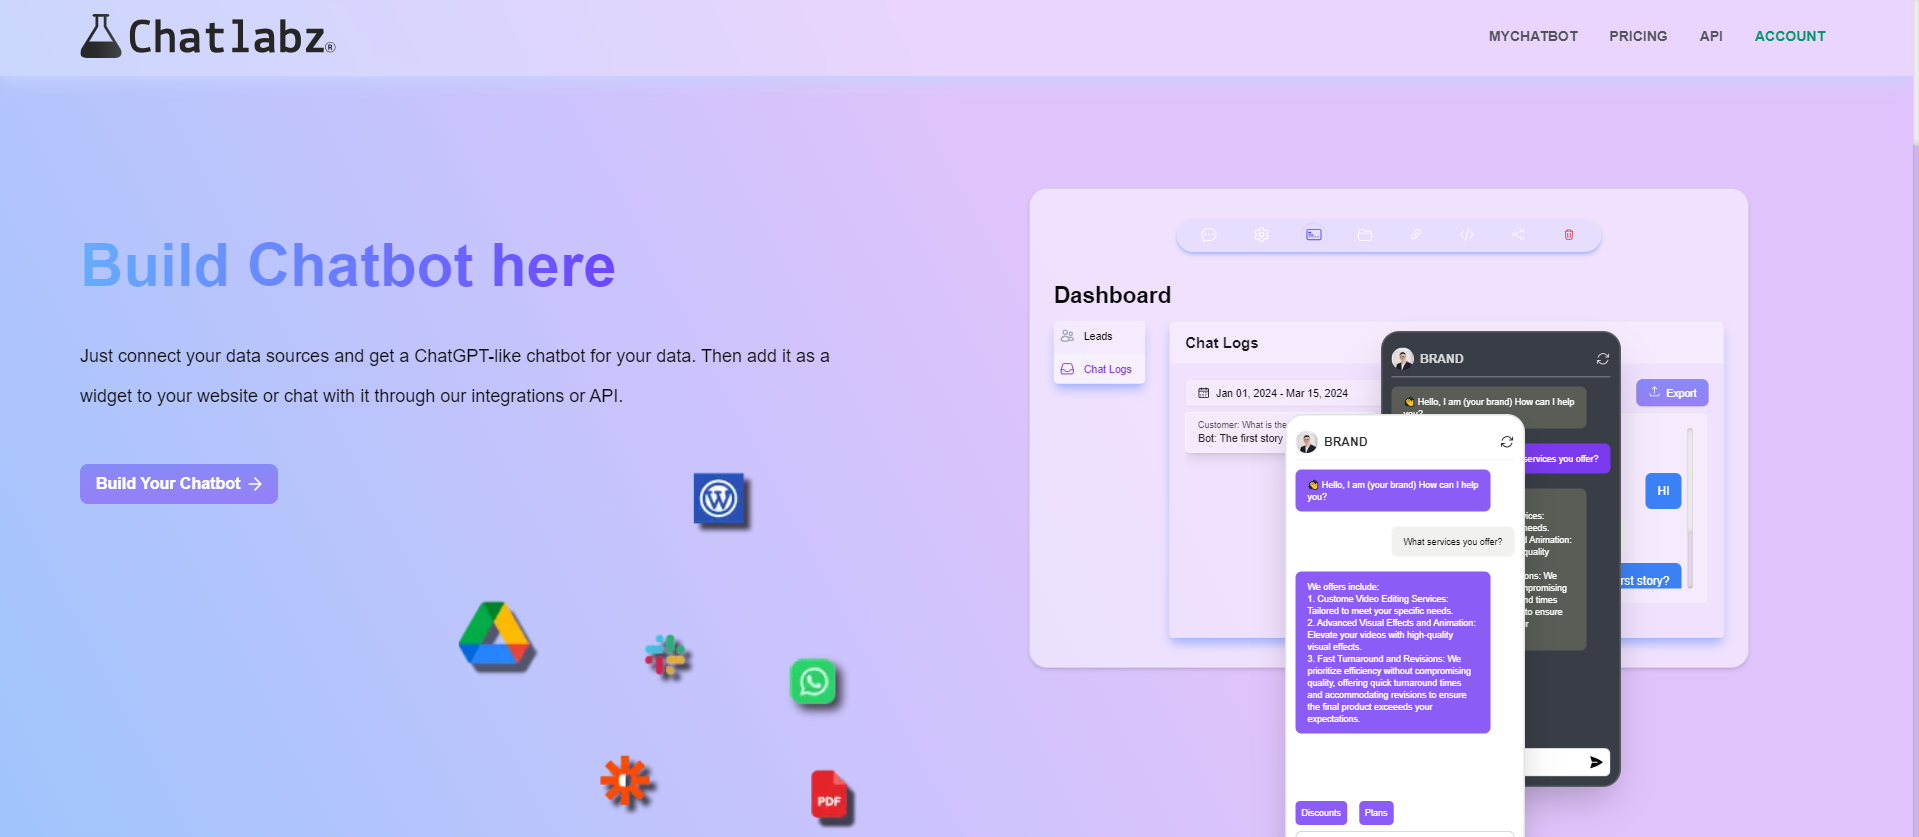 Chatlabz®
MYCHATBOT PRICING API ACCOUNT
Build Chatbot here
Just connect your data sources and get a ChatGPT-like chatbot for your data. Then add it as a
widget to your website or chat with it through our integrations or API.
Build Your Chatbot →
PDF
Dashboard
Leads
Chat Logs
Chat Logs
Jan 01, 2024 - Mar 15, 2024
Export
Customer: What is the
Bot: The first story
HI
rst story?
BRAND
Hello, I am (your brand) How can I help
you?
services you offer?
ices:
needs.
d Animation:
quality
ons: We
npromising
nd times
to ensure
r
BRAND
Hello, I am (your brand) How can I help
you?
What services you offer?
We offers include:
1. Custome Video Editing Services:
Tailored to meet your specific needs.
2. Advanced Visual Effects and Animation:
Elevate your videos with high-quality
visual effects.
3. Fast Turnaround and Revisions: We
prioritize efficiency without compromising
quality, offering quick turnaround times
and accommodating revisions to ensure
the final product exceeeds your
expectations.
Discounts Plans